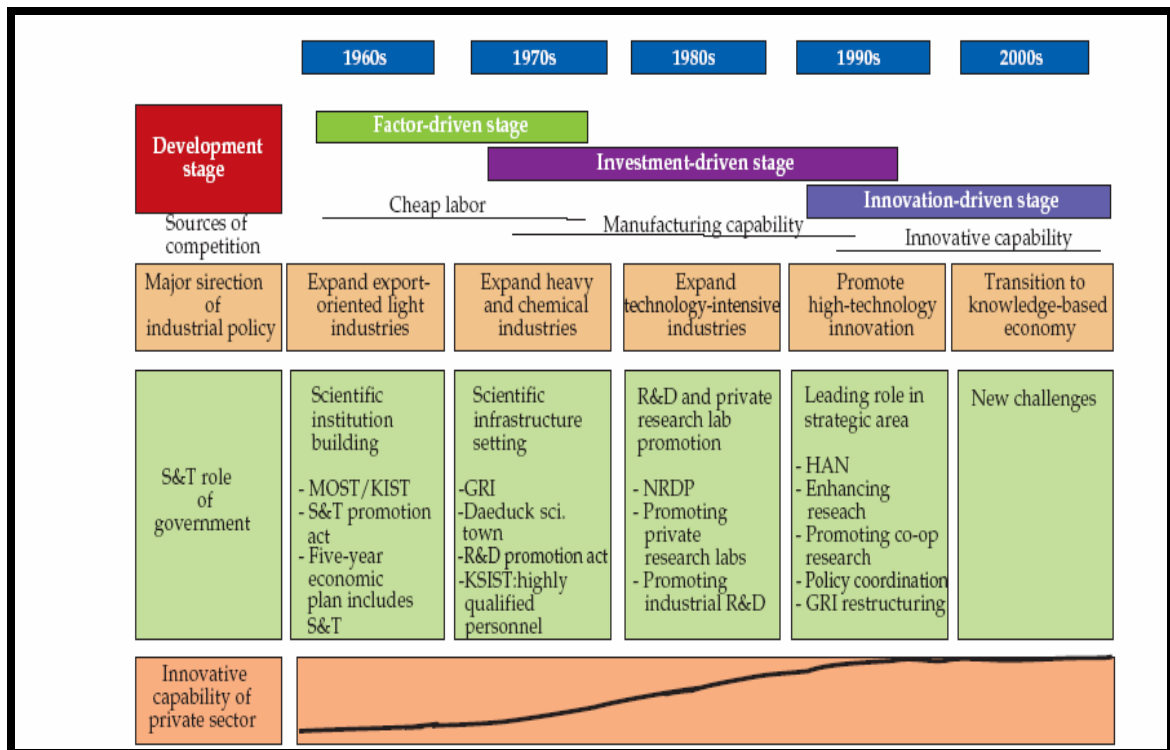 1960s
1970s
1980s
1990s
2000s
Development
stage
Factor-driven stage
Investment-driven stage
Innovation-driven stage
Sources of
competition
Cheap labor
Manufacturing capability
Innovative capability
Major sirection
of
industrial policy
Expand export-
oriented light
industries
Expand heavy
and chemical
industries
Expand
technology-intensive
industries
Promote
high-technology
innovation
Transition to
knowledge-based
economy
S&T role
of
government
Scientific
institution
building
- MOST/KIST
- S&T promotion
act
- Five-year
economic
plan includes
S&T
Scientific
infrastructure
setting
-GRI
-Daeduck sci.
town
-R&D promotion act
-KSIST:highly
qualified
personnel
R&D and private
research lab
promotion
- NRDP
- Promoting
private
research labs
- Promoting
industrial R&D
Leading role in
strategic area
- HAN
- Enhancing
reseach
- Promoting co-op
research
- Policy coordination
- GRI restructuring
New challenges
Innovative
capability of
private sector